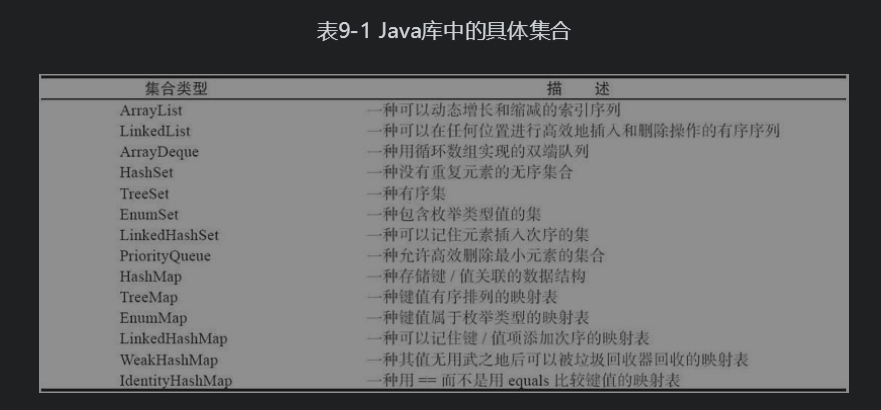 表9-1 Java库中的具体集合
集合类型 描 述
ArrayList 一种可以动态增长和缩减的索引序列
LinkedList 一种可以在任何位置进行高效地插入和删除操作的有序序列
ArrayDeque 一种用循环数组实现的双端队列
HashSet 一种没有重复元素的无序集合
TreeSet 一种有序集
EnumSet 一种包含枚举类型值的集
LinkedHashSet 一种可以记住元素插入次序的集
PriorityQueue 一种允许高效删除最小元素的集合
HashMap 一种存储键 / 值关联的数据结构
TreeMap 一种键值有序排列的映射表
EnumMap 一种键值属于枚举类型的映射表
LinkedHashMap 一种可以记住键 / 值项添加次序的映射表
WeakHashMap 一种其值无用武之地后可以被垃圾回收器回收的映射表
IdentityHashMap 一种用 == 而不是用 equals 比较键值的映射表